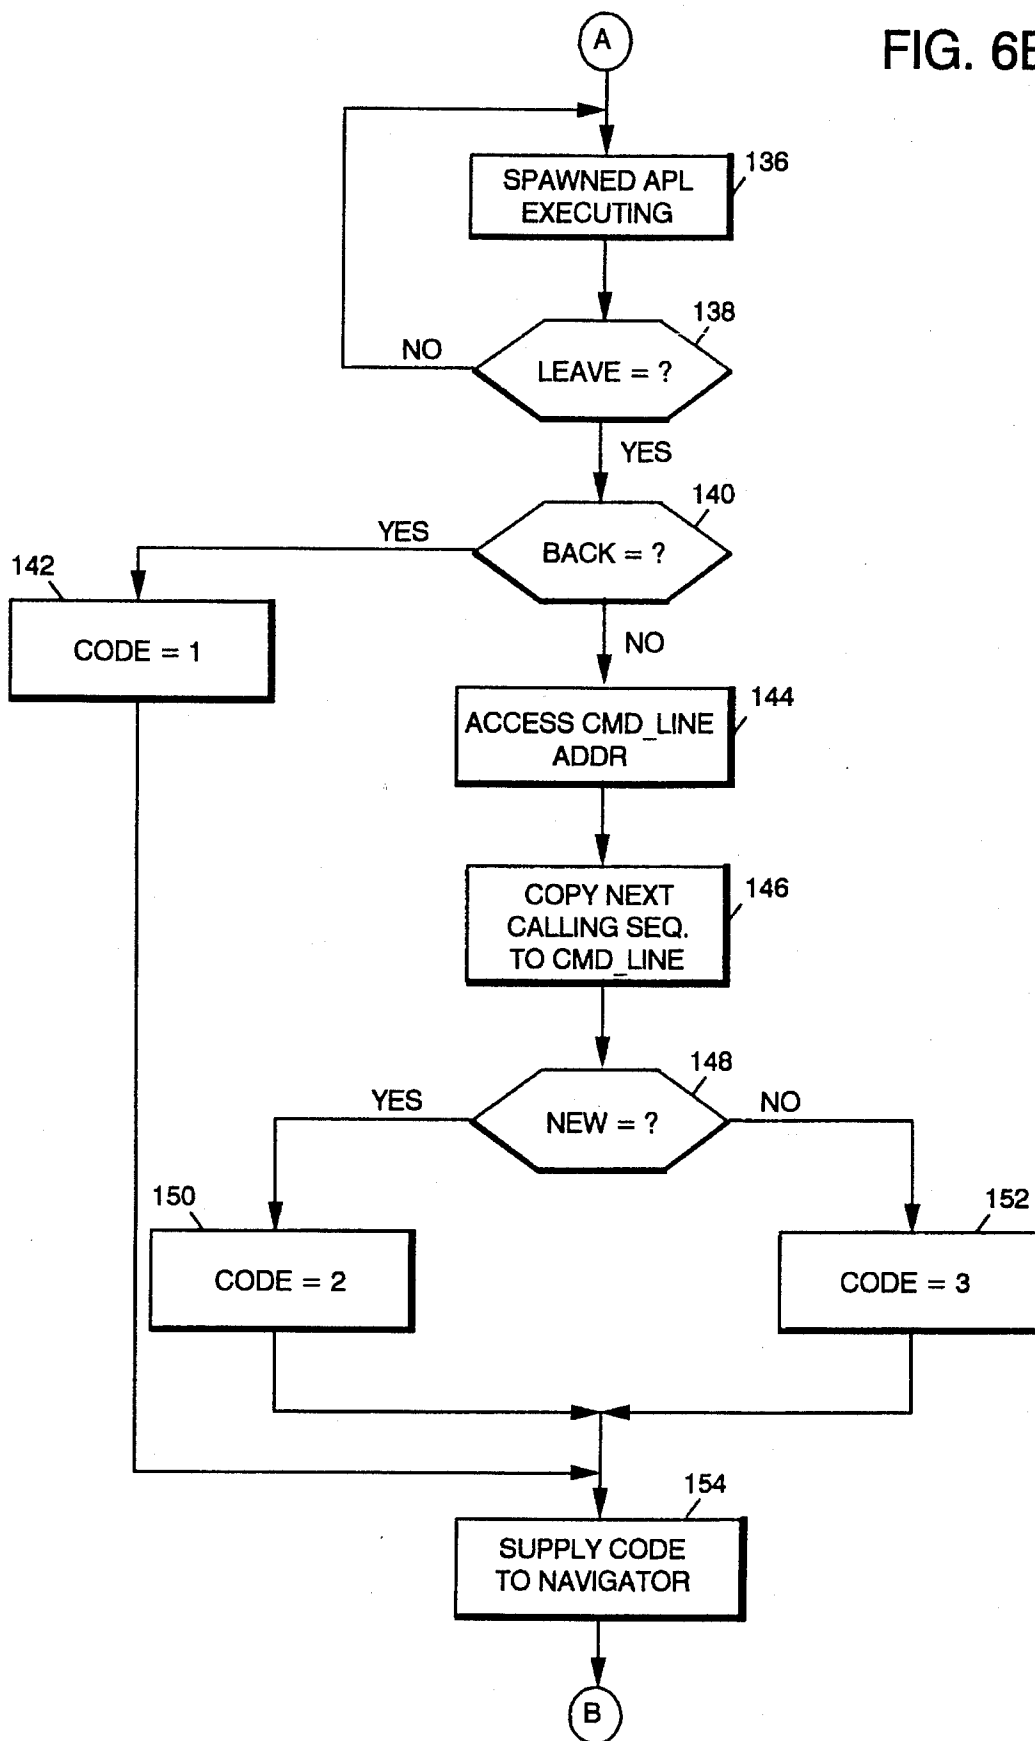 A
FIG. 6B
SPAWNED APL
EXECUTING
136
138
NO
LEAVE = ?
YES
140
YES
BACK = ?
142
CODE = 1
NO
ACCESS CMD_LINE
ADDR
144
COPY NEXT
CALLING SEQ.
TO CMD_LINE
146
148
YES
NEW = ?
NO
150
CODE = 2
152
CODE = 3
154
SUPPLY CODE
TO NAVIGATOR
B